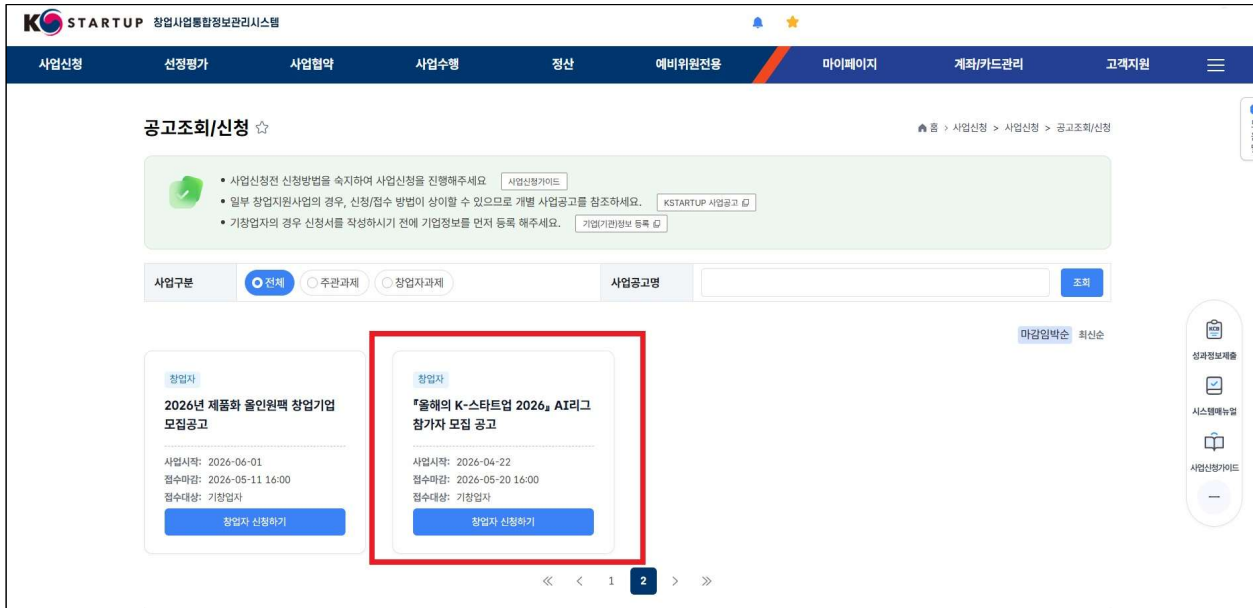 K STARTUP 창업사업통합정보관리시스템
사업신청 선정평가 사업협약 사업수행 정산 예비위원전용 마이페이지 계좌/카드관리 고객지원
공고조회/신청
홈 > 사업신청 > 사업신청 > 공고조회/신청
• 사업신청전 신청방법을 숙지하여 사업신청을 진행해주세요 사업신청가이드
• 일부 창업지원사업의 경우, 신청/접수 방법이 상이할 수 있으므로 개별 사업공고를 참조하세요. KSTARTUP 사업공고
• 기창업자의 경우 신청서를 작성하시기 전에 기업정보를 먼저 등록 해주세요. 기업(기관)정보 등록
사업구분 전체 주관과제 창업자과제 사업공고명 조회
마감임박순 최신순
창업자
2026년 제품화 올인원팩 창업기업
모집공고
사업시작: 2026-06-01
접수마감: 2026-05-11 16:00
접수대상: 기창업자
창업자 신청하기
창업자
『올해의 K-스타트업 2026』 AI리그
참가자 모집 공고
사업시작: 2026-04-22
접수마감: 2026-05-20 16:00
접수대상: 기창업자
창업자 신청하기
KCB
성과정보제출
시스템매뉴얼
사업신청가이드
« < 1 2 > »